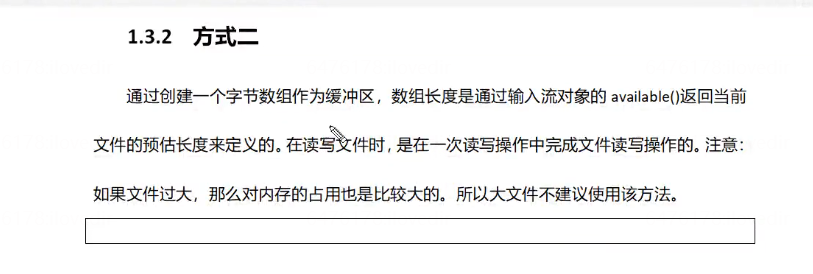 1.3.2 方式二
通过创建一个字节数组作为缓冲区，数组长度是通过输入流对象的 available()返回当前
文件的预估长度来定义的。在读写文件时，是在一次读写操作中完成文件读写操作的。注意：
如果文件过大，那么对内存的占用也是比较大的。所以大文件不建议使用该方法。